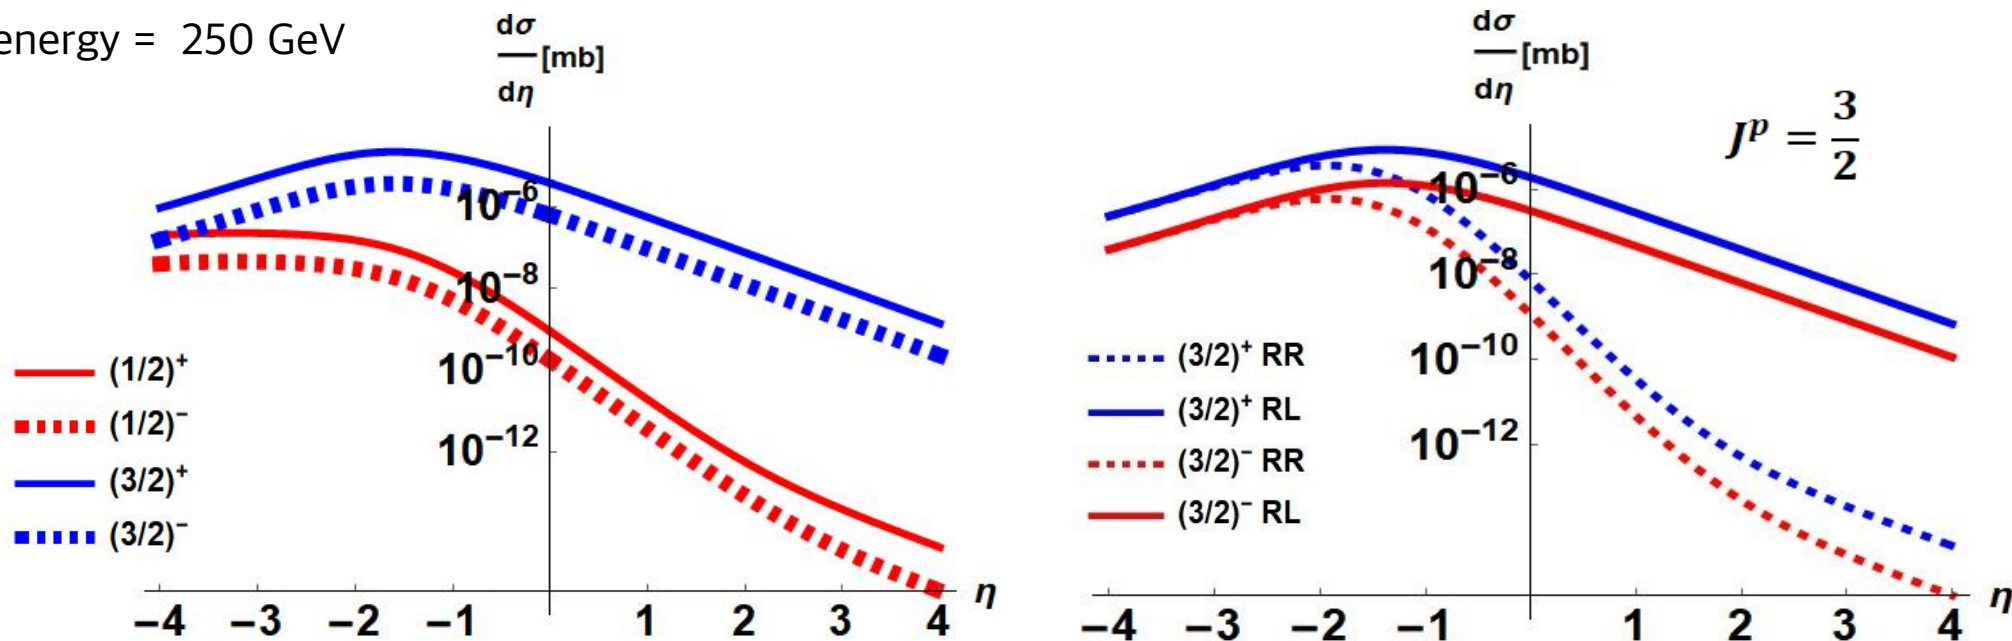 energy = 250 GeV
dσ
dη
[mb]
10⁻⁶
10⁻⁸
10⁻¹⁰
10⁻¹²
(1/2)⁺
(1/2)⁻
(3/2)⁺
(3/2)⁻
−4 −3 −2 −1 1 2 3 4 η
dσ
dη
[mb]
Jᵖ = 3/2
10⁻⁶
10⁻⁸
10⁻¹⁰
10⁻¹²
(3/2)⁺ RR
(3/2)⁺ RL
(3/2)⁻ RR
(3/2)⁻ RL
−4 −3 −2 −1 1 2 3 4 η